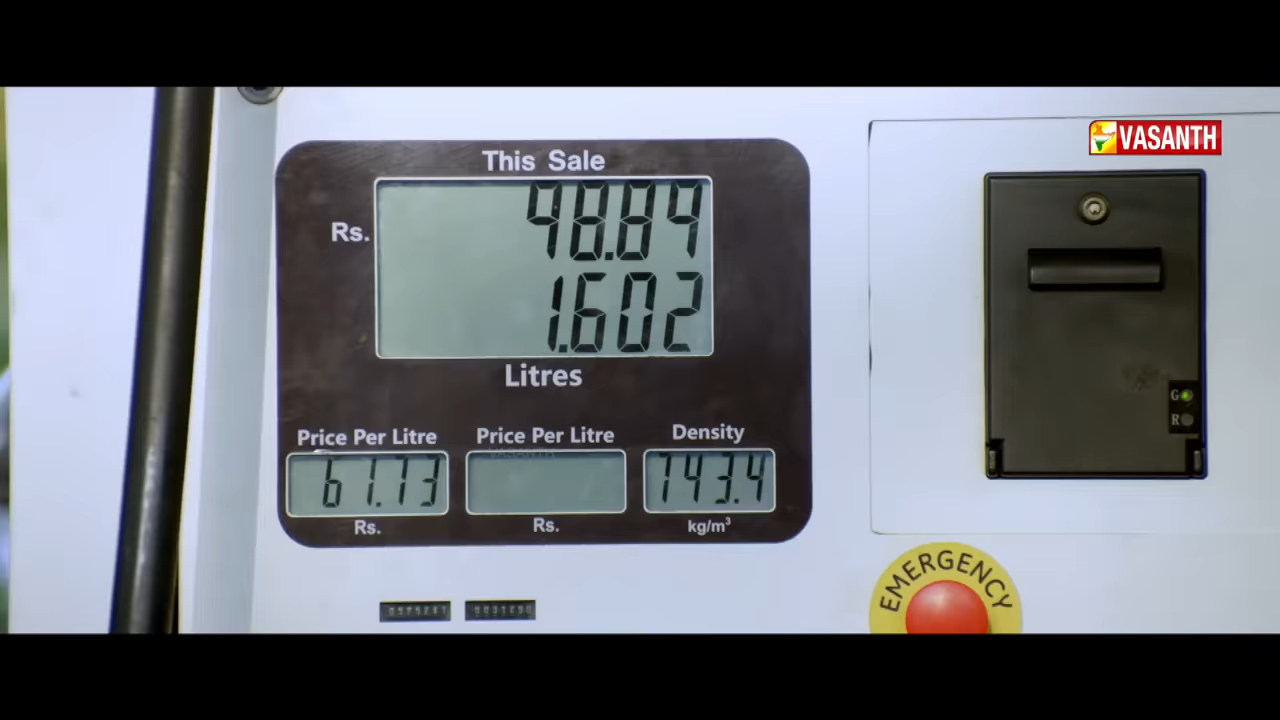 VASANTH
This Sale
Rs.
98.89
1.602
Litres
Price Per Litre
Price Per Litre
Density
61.73
743.4
Rs.
Rs.
kg/m³
G
R
EMERGENCY